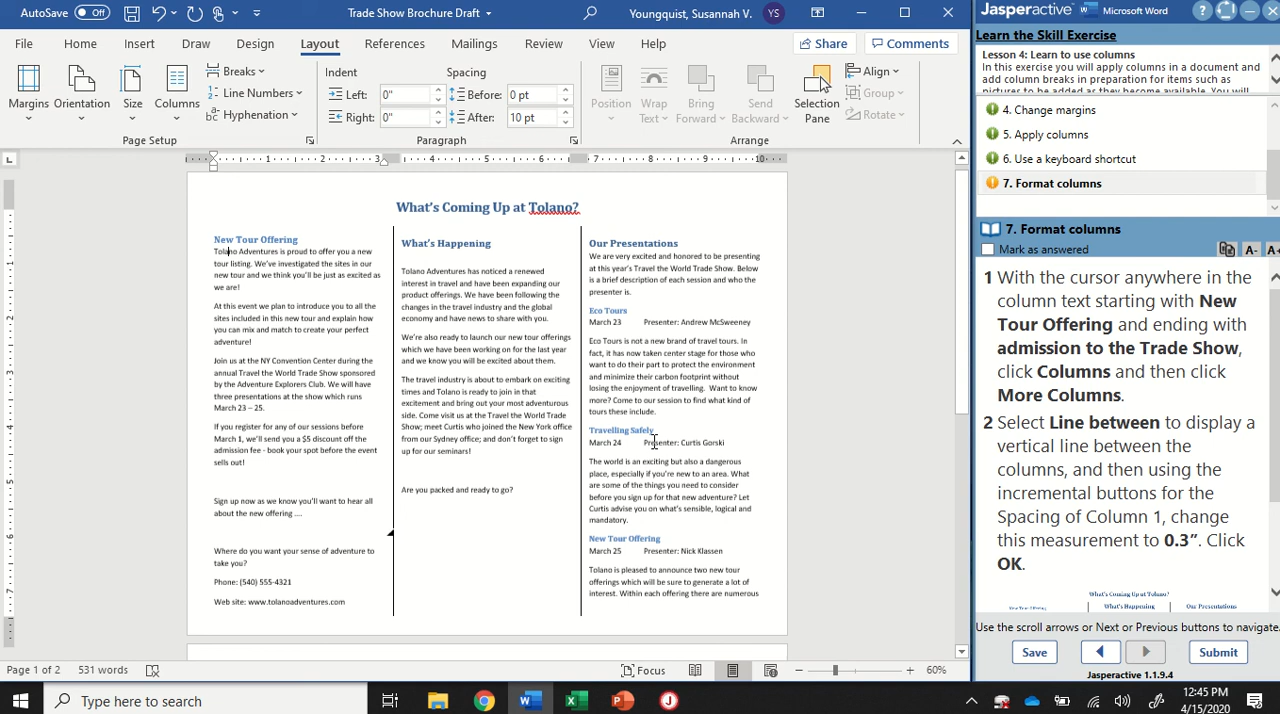 AutoSave Off
Trade Show Brochur...
Youngquist, Susannah V. YS
File Home Insert Draw Design Layout References Mailings Review View Help Share Comments
Margins Orientation Size Columns
Breaks
Line Numbers
Hyphenation
Page Setup
Indent
Left: 0"
Right: 0"
Spacing
Before: 0 pt
After: 10 pt
Paragraph
Position Wrap Text Bring Forward Send Backward Selection Pane
Align
Group
Rotate
Arrange
L
1 2 3 4 5 6 7 8 9 10
What's Coming Up at Tolano?
New Tour Offering
Tolano Adventures is proud to offer you a new
tour listing. We've investigated the sites in our
new tour and we think you'll be just as excited as
we are!
At this event we plan to introduce you to all the
sites included in this new tour and explain how
you can mix and match to create your perfect
adventure!
Join us at the NY Convention Center during the
annual Travel the World Trade Show sponsored
by the Adventure Explorers Club. We will have
three presentations at the show which runs
March 23 – 25.
If you register for any of our sessions before
March 1, we'll send you a $5 discount off the
admission fee - book your spot before the event
sells out!
Sign up now as we know you'll want to hear all
about the new offering ....
Where do you want your sense of adventure to
take you?
Phone: (540) 555-4321
Web site: www.tolanoadventures.com
What's Happening
Tolano Adventures has noticed a renewed
interest in travel and have been expanding our
product offerings. We have been following the
changes in the travel industry and the global
economy and have news to share with you.
We're also ready to launch our new tour offerings
which we have been working on for the last year
and we know you will be excited about them.
The travel industry is about to embark on exciting
times and Tolano is ready to join in that
excitement and bring out your most adventurous
side. Come visit us at the Travel the World Trade
Show; meet Curtis who joined the New York office
from our Sydney office; and don't forget to sign
up for our seminars!
Are you packed and ready to go?
Our Presentations
We are very excited and honored to be presenting
at this year's Travel the World Trade Show. Below
is a brief description of each session and who the
presenter is.
Eco Tours
March 23 Presenter: Andrew McSweeney
Eco Tours is not a new brand of travel tours. In
fact, it has now taken center stage for those who
want to do their part to protect the environment
and minimize their carbon footprint without
losing the enjoyment of travelling. Want to know
more? Come to our session to find what kind of
tours these include.
Travelling Safely
March 24 Presenter: Curtis Gorski
The world is an exciting but also a dangerous
place, especially if you're new to an area. What
are some of the things you need to consider
before you sign up for that new adventure? Let
Curtis advise you on what's sensible, logical and
mandatory.
New Tour Offering
March 25 Presenter: Nick Klassen
Tolano is pleased to announce two new tour
offerings which will be sure to generate a lot of
interest. Within each offering there are numerous
Page 1 of 2 531 words Focus 60%
Jasperactive Microsoft Word
Learn the Skill Exercise
Lesson 4: Learn to use columns
In this exercise you will apply columns in a document and
add column breaks in preparation for items such as
pictures to be added as they become available. You will
4. Change margins
5. Apply columns
6. Use a keyboard shortcut
7. Format columns
7. Format columns
Mark as answered A- A+
1 With the cursor anywhere in the
column text starting with New
Tour Offering and ending with
admission to the Trade Show,
click Columns and then click
More Columns.
2 Select Line between to display a
vertical line between the
columns, and then using the
incremental buttons for the
Spacing of Column 1, change
this measurement to 0.3". Click
OK.
What's Coming Up at Tolano?
New Tour Offering What's Happening Our Presentations
Use the scroll arrows or Next or Previous buttons to navigate.
Save Submit
Jasperactive 1.1.9.4
Type here to search
12:45 PM
4/15/2020